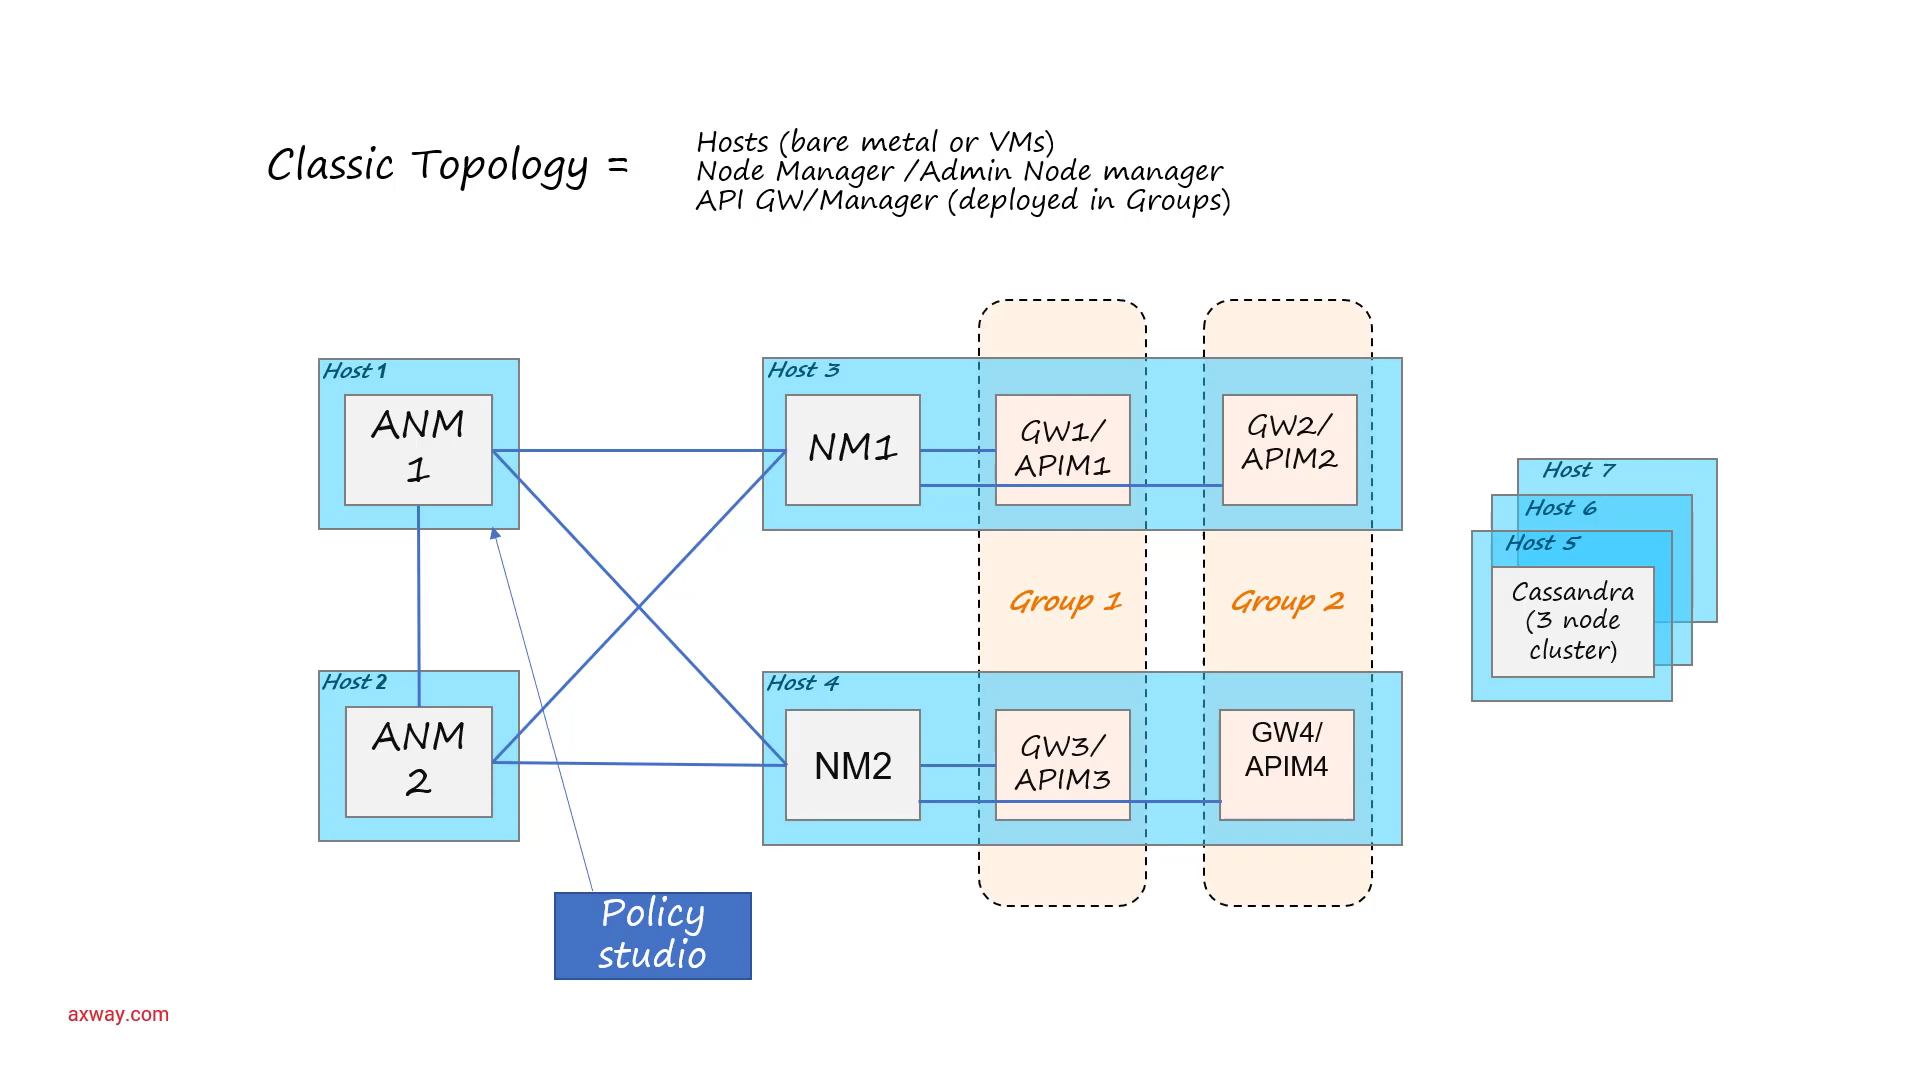 Classic Topology =
Hosts (bare metal or VMs)
Node Manager /Admin Node manager
API GW/Manager (deployed in Groups)
Host 1
ANM
1
Host 3
NM1
GW1/
APIM1
GW2/
APIM2
Host 7
Host 6
Host 5
Cassandra
(3 node
cluster)
Group 1
Group 2
Host 2
ANM
2
Host 4
NM2
GW3/
APIM3
GW4/
APIM4
Policy
studio
axway.com